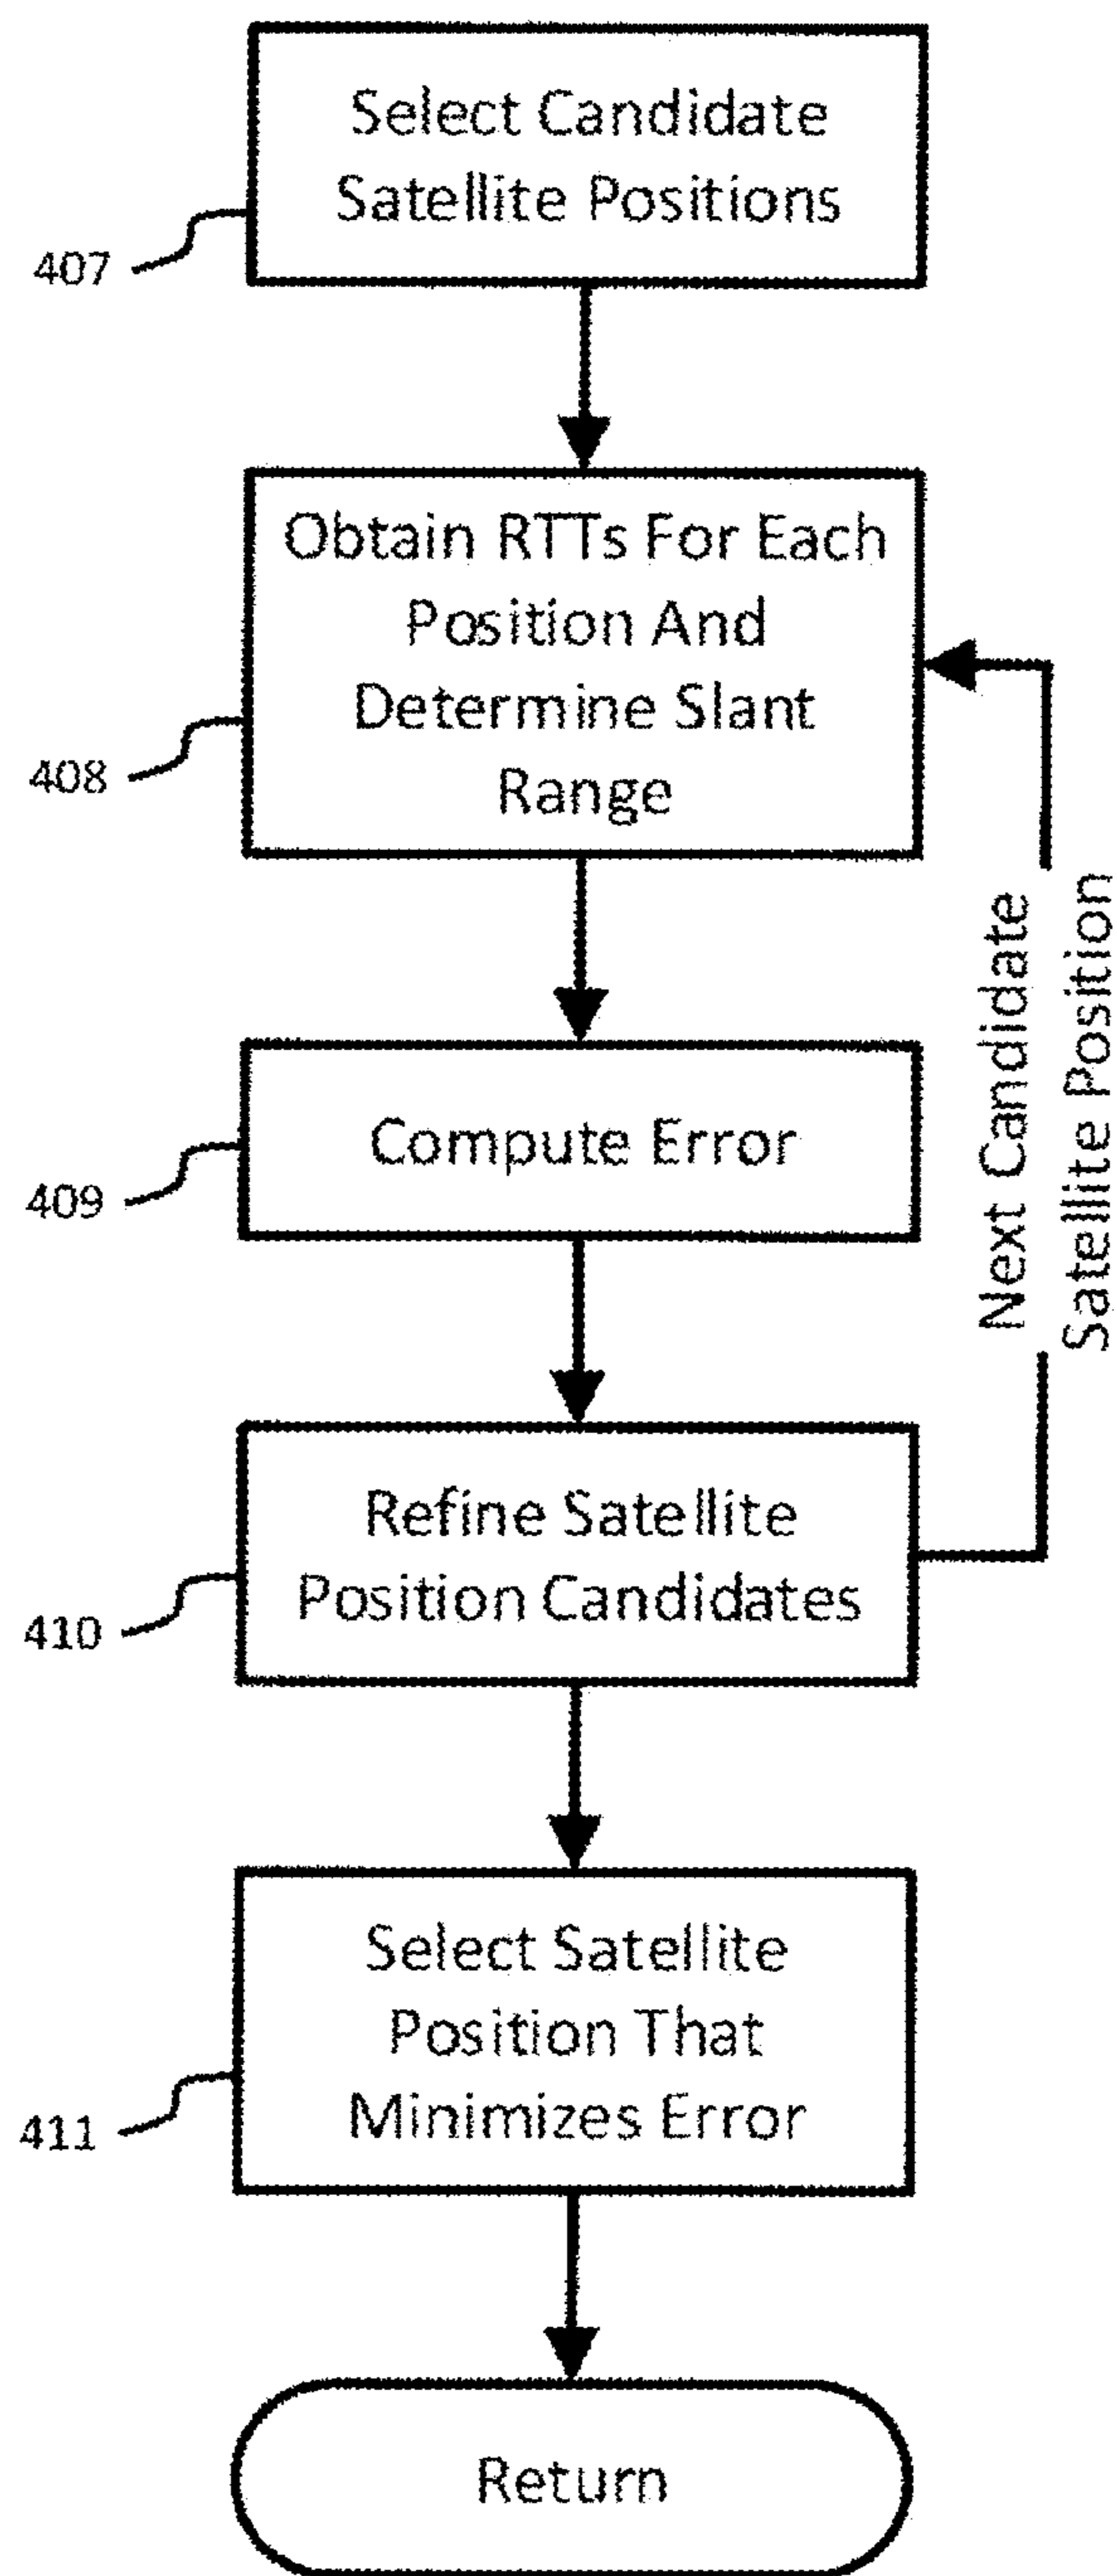 Select Candidate
Satellite Positions
407
Obtain RTTs For Each
Position And
Determine Slant
Range
408
Next Candidate
Satellite Position
Compute Error
409
Refine Satellite
Position Candidates
410
Select Satellite
Position That
Minimizes Error
411
Return